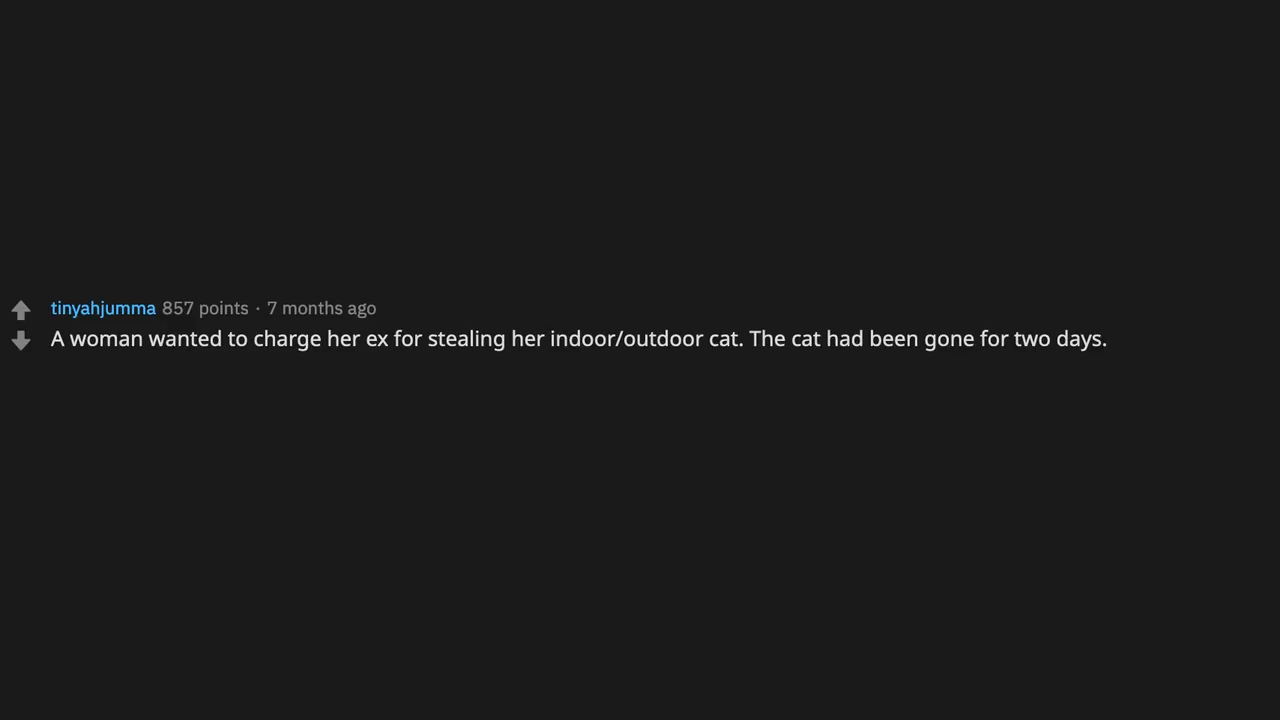 tinyahjumma 857 points · 7 months ago
A woman wanted to charge her ex for stealing her indoor/outdoor cat. The cat had been gone for two days.